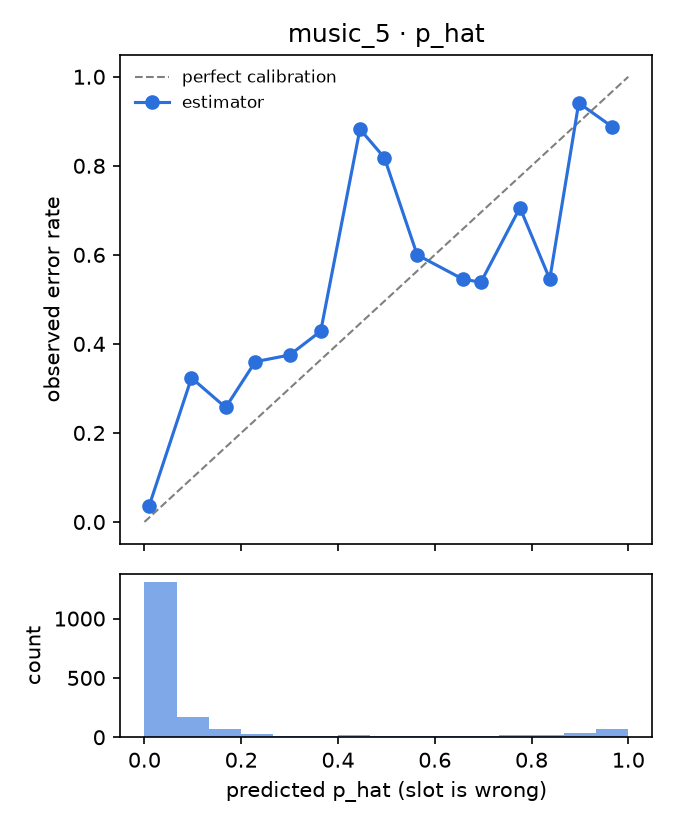 music_5 · p_hat
perfect calibration
estimator
1.0
0.8
0.6
0.4
0.2
0.0
observed error rate
1000
500
0
count
0.0 0.2 0.4 0.6 0.8 1.0
predicted p_hat (slot is wrong)